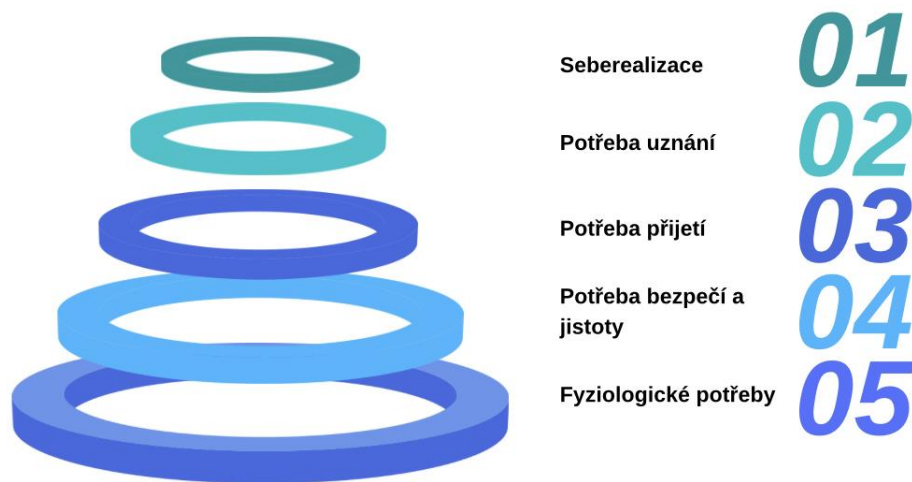 Seberealizace 01
Potřeba uznání 02
Potřeba přijetí 03
Potřeba bezpečí a
jistoty 04
Fyziologické potřeby 05